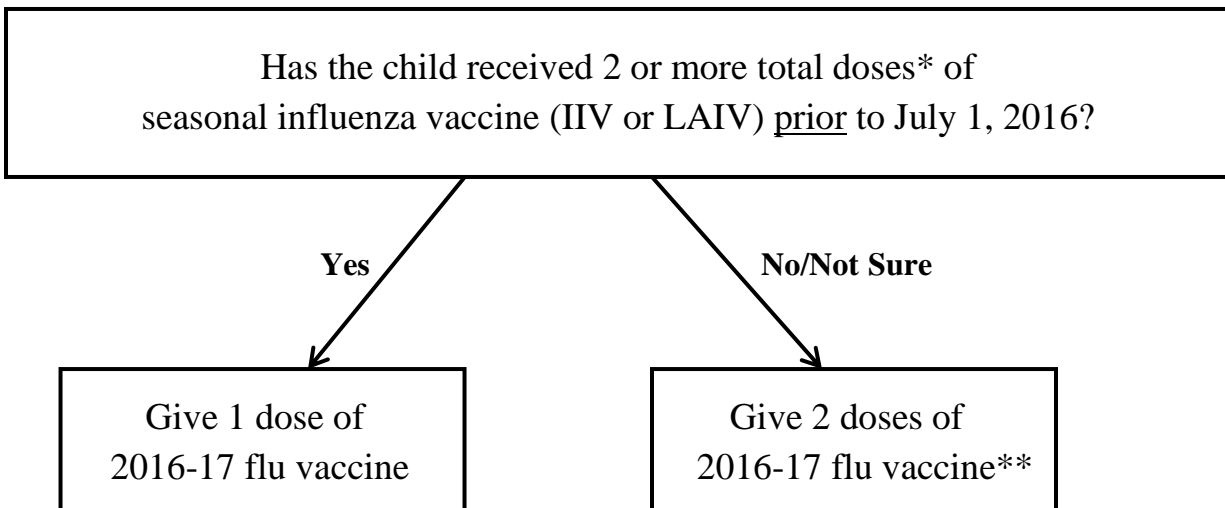 Has the child received 2 or more total doses* of
seasonal influenza vaccine (IIV or LAIV) prior to July 1, 2016?
Yes
No/Not Sure
Give 1 dose of
2016-17 flu vaccine
Give 2 doses of
2016-17 flu vaccine**